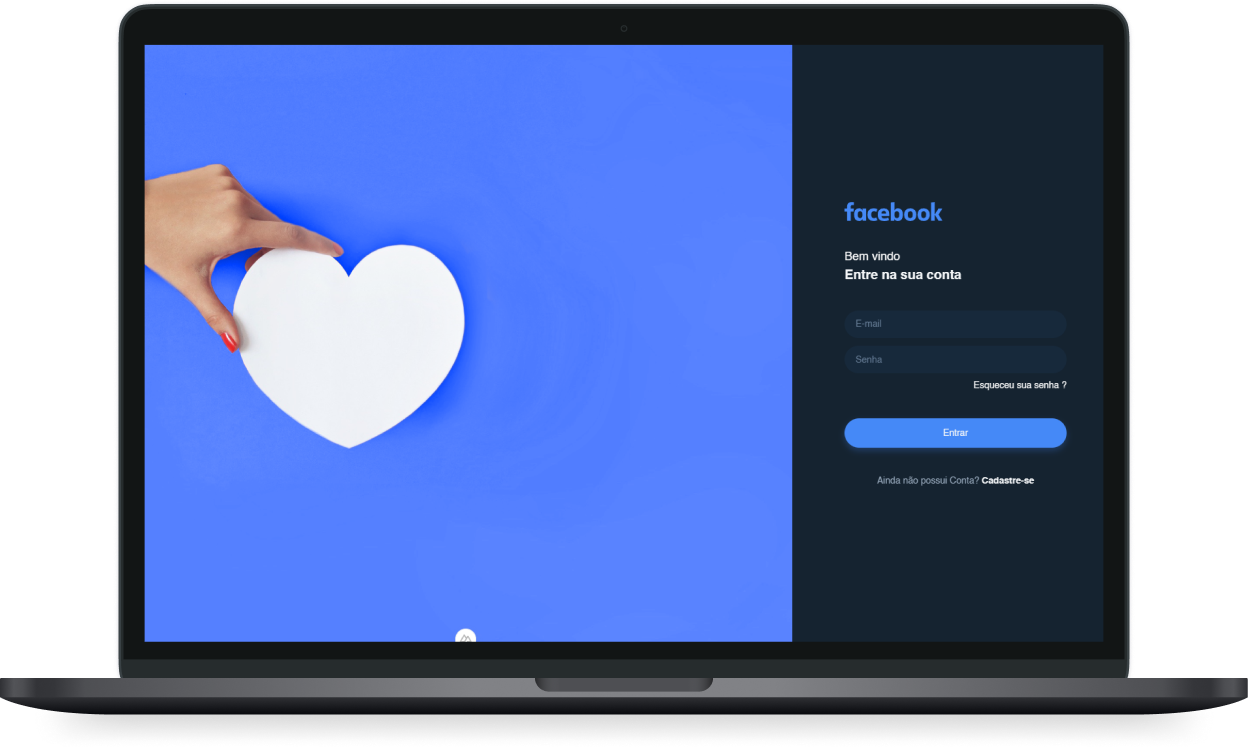 facebook
Bem vindo
Entre na sua conta
E-mail
Senha
Esqueceu sua senha ?
Entrar
Ainda não possui Conta? Cadastre-se